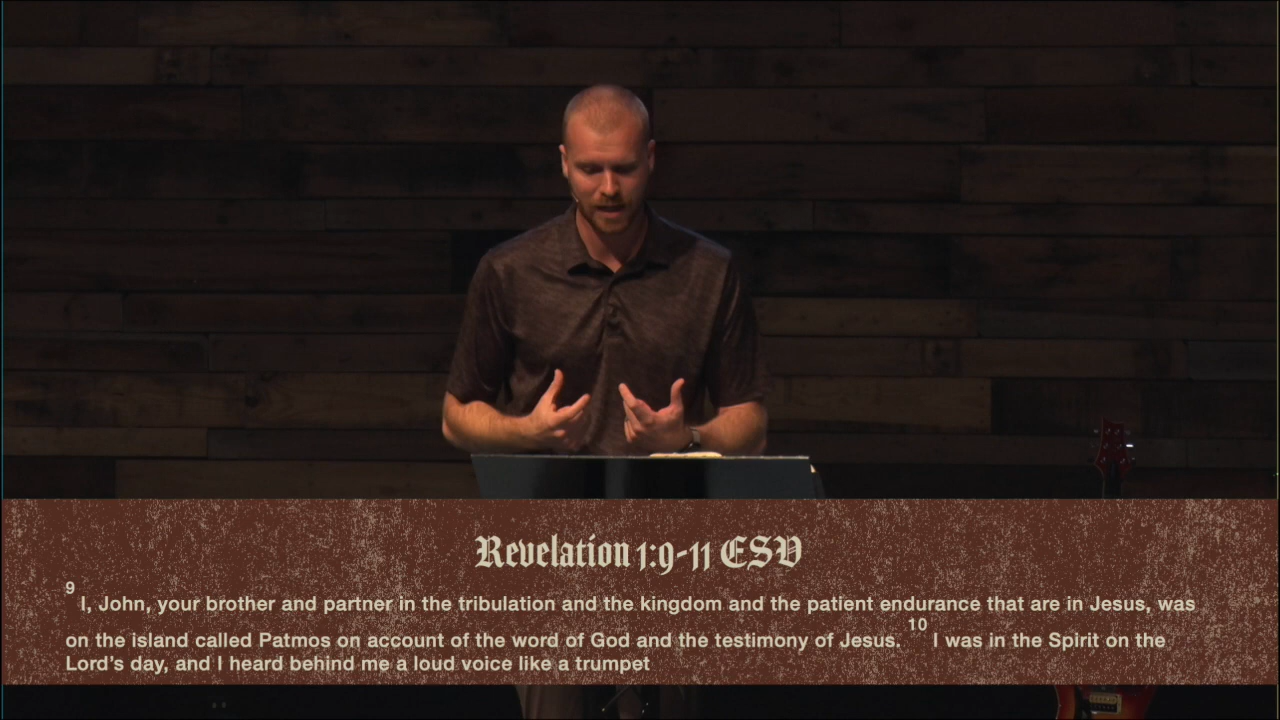 Revelation 1:9-11 ESV
9 I, John, your brother and partner in the tribulation and the kingdom and the patient endurance that are in Jesus, was
on the island called Patmos on account of the word of God and the testimony of Jesus. 10 I was in the Spirit on the
Lord's day, and I heard behind me a loud voice like a trumpet